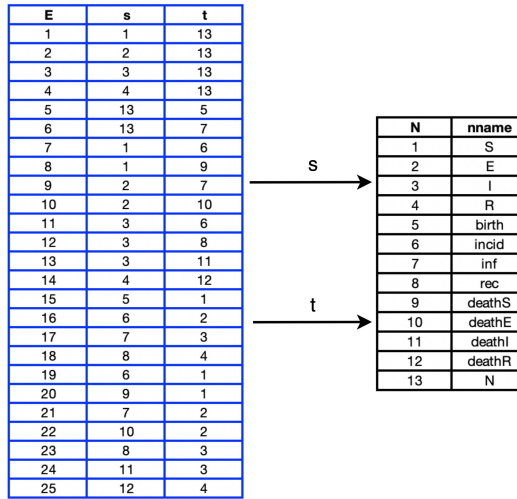 E s t
1 1 13
2 2 13
3 3 13
4 4 13
5 13 5
6 13 7
7 1 6
8 1 9
9 2 7
10 2 10
11 3 6
12 3 8
13 3 11
14 4 12
15 5 1
16 6 2
17 7 3
18 8 4
19 6 1
20 9 1
21 7 2
22 10 2
23 8 3
24 11 3
25 12 4
s
t
N nname
1 S
2 E
3 I
4 R
5 birth
6 incid
7 inf
8 rec
9 deathS
10 deathE
11 deathI
12 deathR
13 N